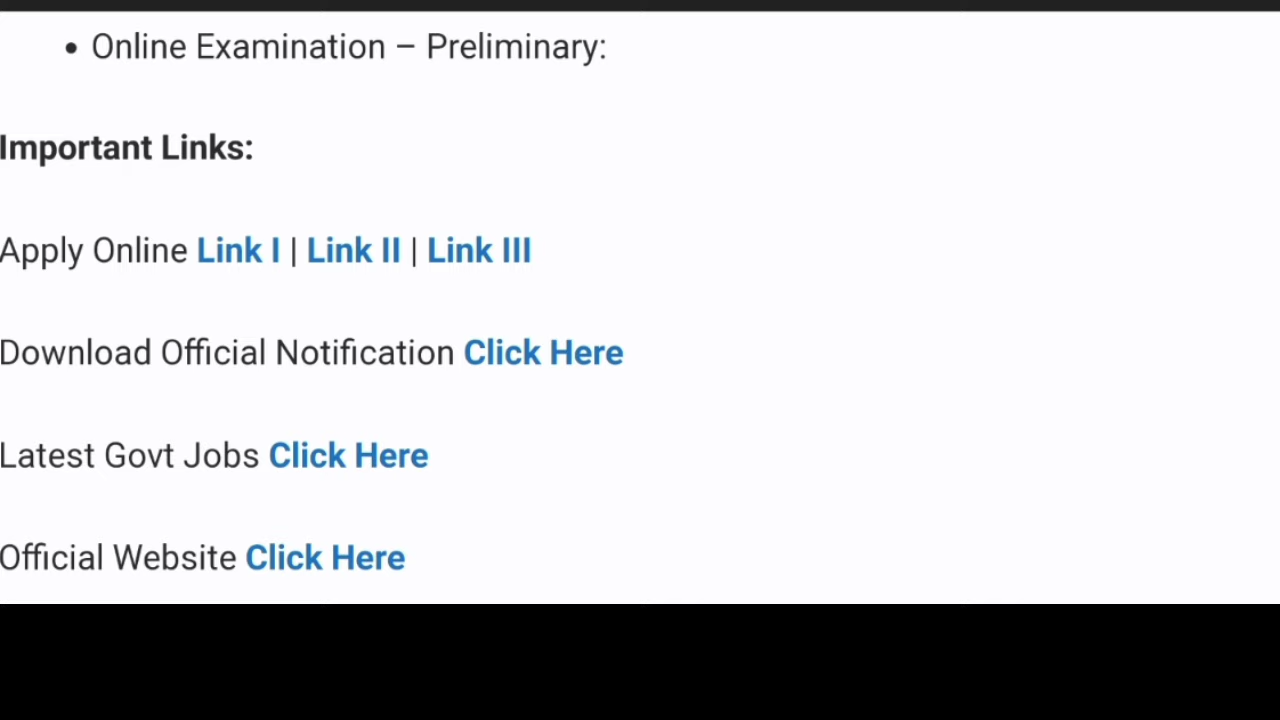 • Online Examination – Preliminary:
Important Links:
Apply Online Link I | Link II | Link III
Download Official Notification Click Here
Latest Govt Jobs Click Here
Official Website Click Here